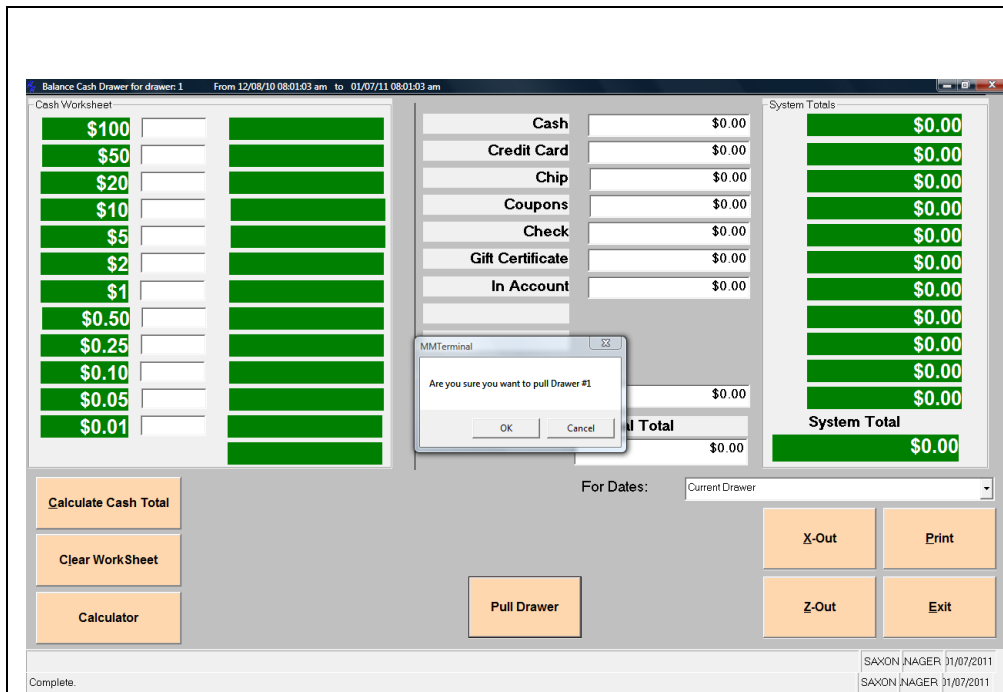 Balance Cash Drawer for drawer: 1 From 12/08/10 08:01:03 am to 01/07/11 08:01:03 am
Cash Worksheet
$100
$50
$20
$10
$5
$2
$1
$0.50
$0.25
$0.10
$0.05
$0.01
Cash $0.00
Credit Card $0.00
Chip $0.00
Coupons $0.00
Check $0.00
Gift Certificate $0.00
In Account $0.00
$0.00
Total
$0.00
MMTerminal
Are you sure you want to pull Drawer #1
OK Cancel
System Totals
$0.00
$0.00
$0.00
$0.00
$0.00
$0.00
$0.00
$0.00
$0.00
$0.00
$0.00
System Total
$0.00
For Dates: Current Drawer
Calculate Cash Total
Clear WorkSheet
Calculator
Pull Drawer
X-Out Print
Z-Out Exit
SAXON NAGER 01/07/2011
Complete. SAXON NAGER 01/07/2011